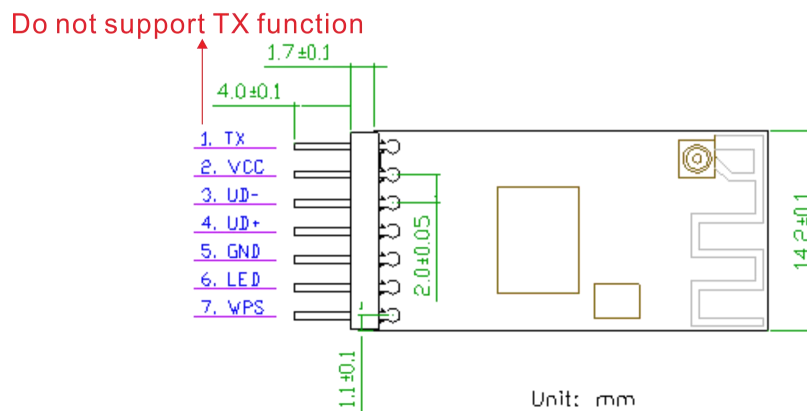 Do not support TX function
1.7±0.1
4.0±0.1
1. TX
2. VCC
3. UD-
4. UD+
5. GND
6. LED
7. WPS
2.0±0.05
14.2±0.1
1.1±0.1
Unit: mm